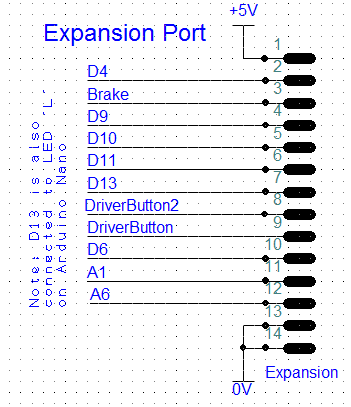 +5V
Expansion Port
1
2
D4
3
Brake
4
D9
5
D10
6
D11
7
D13
8
DriverButton2
9
DriverButton
10
D6
11
A1
12
A6
13
14
Note: D13 is also
connected to LED 'L'
on Arduino Nano
Expansion
0V